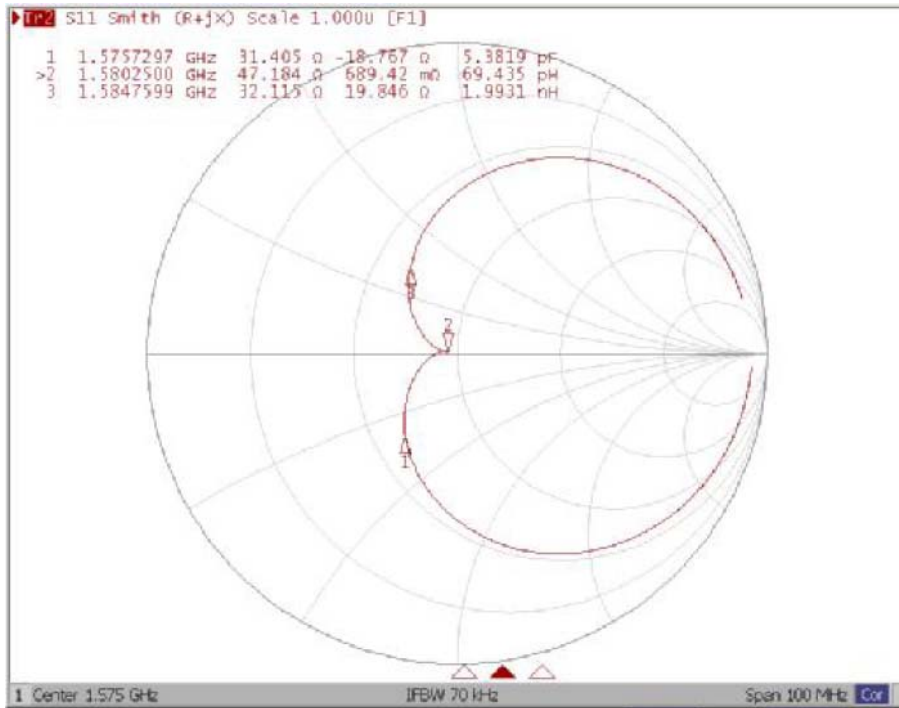 Tr2 S11 Smith (R+jX) Scale 1.000U [F1]
1 1.5757297 GHz 31.405 Ω -18.767 Ω 5.3819 pF
>2 1.5802500 GHz 47.184 Ω 689.42 mΩ 69.435 pH
3 1.5847599 GHz 32.115 Ω 19.846 Ω 1.9931 nH
3
2
1
1 Center 1.575 GHz IFBW 70 kHz Span 100 MHz Cor